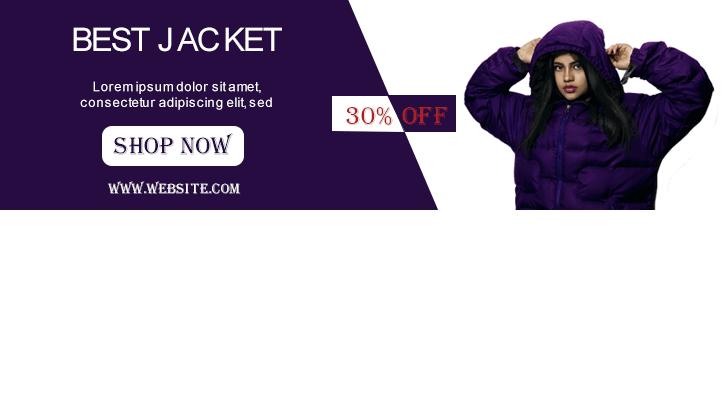 BEST JACKET
Lorem ipsum dolor sit amet,
consectetur adipiscing elit, sed
30% OFF
SHOP NOW
WWW.WEBSITE.COM